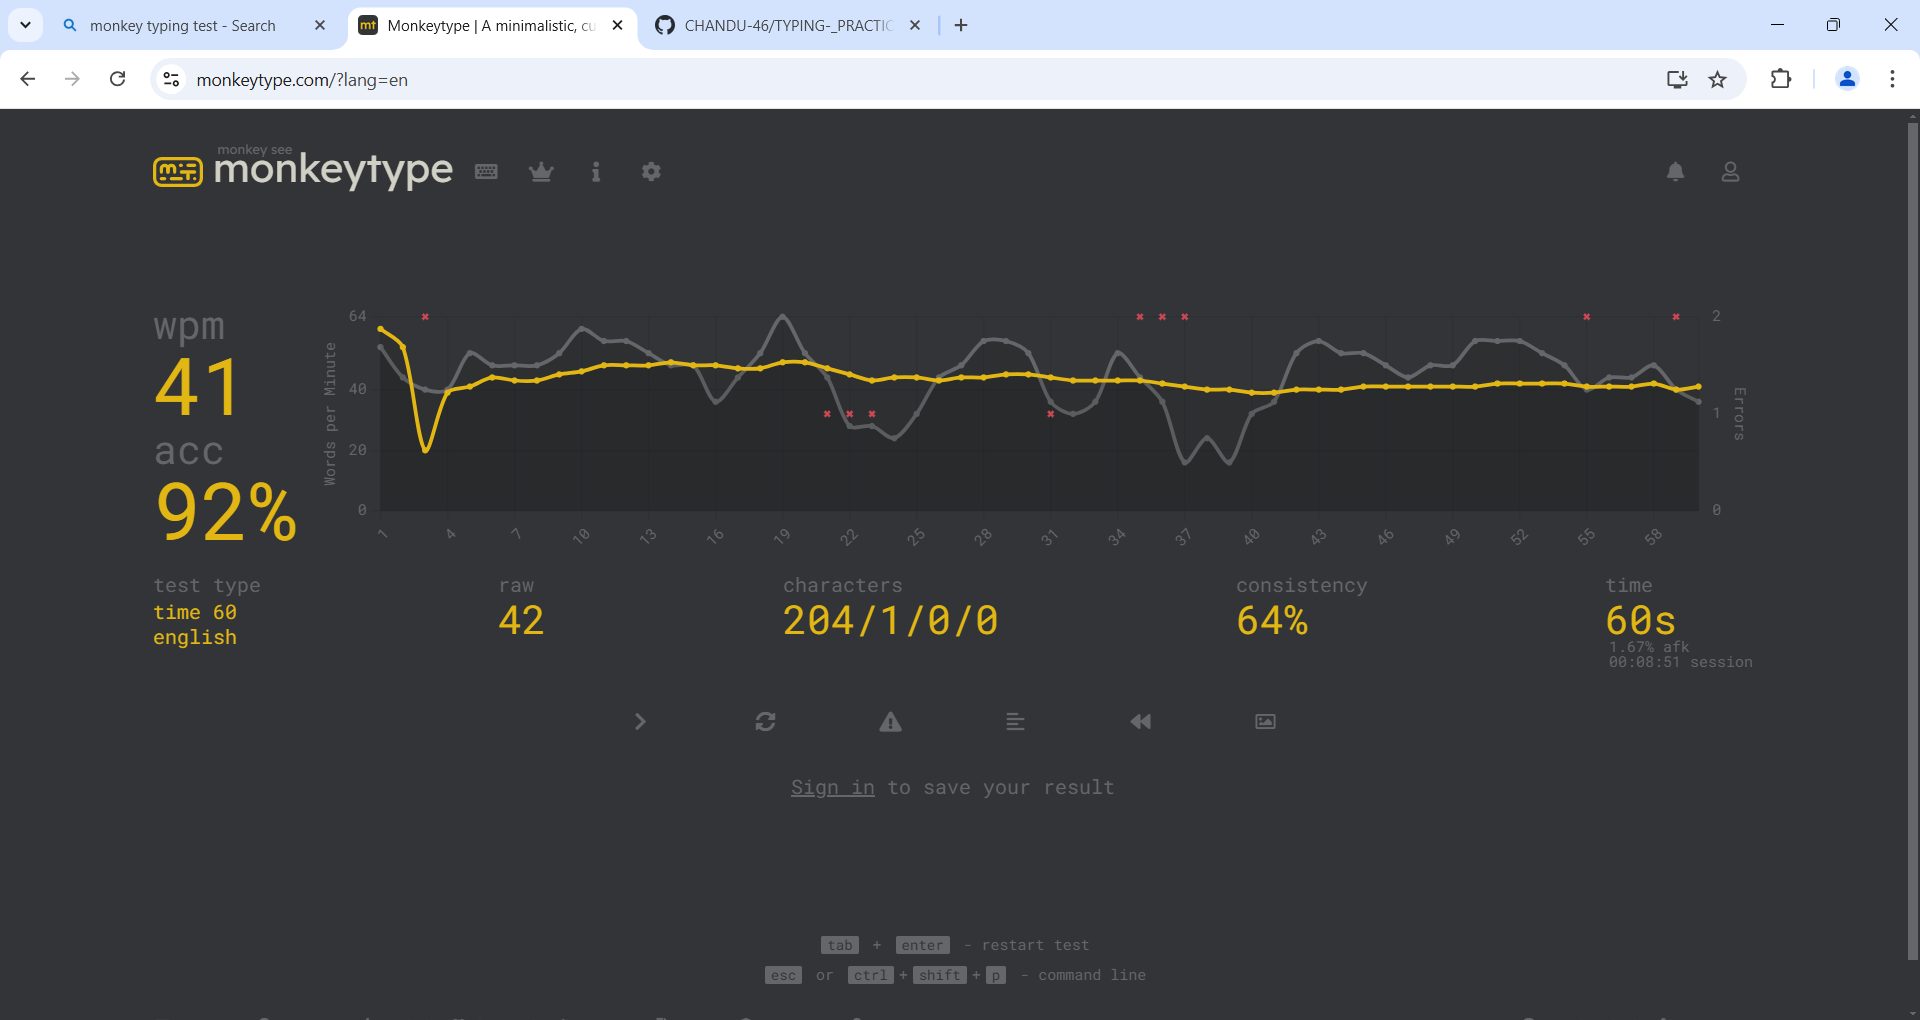 monkey typing test - Search
Monkeytype | A minimalistic, cu
CHANDU-46/TYPING-_PRACTIC
monkeytype.com/?lang=en
monkey see
monkeytype
wpm
41
acc
92%
Words per Minute
64
40
20
0
2
1
0
Errors
1 4 7 10 13 16 19 22 25 28 31 34 37 40 43 46 49 52 55 58
test type
time 60
english
raw
42
characters
204/1/0/0
consistency
64%
time
60s
1.67% afk
00:08:51 session
Sign in to save your result
tab + enter - restart test
esc or ctrl + shift + p - command line